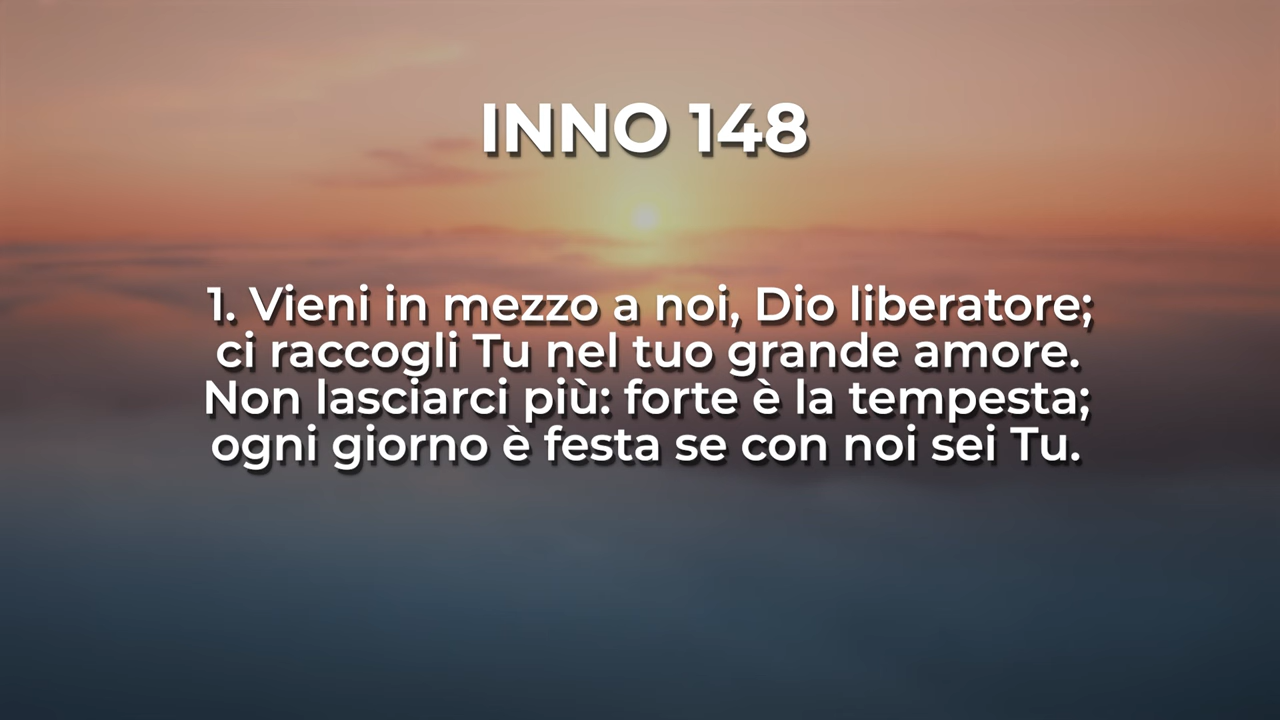 INNO 148
1. Vieni in mezzo a noi, Dio liberatore;
ci raccogli Tu nel tuo grande amore.
Non lasciarci più: forte è la tempesta;
ogni giorno è festa se con noi sei Tu.